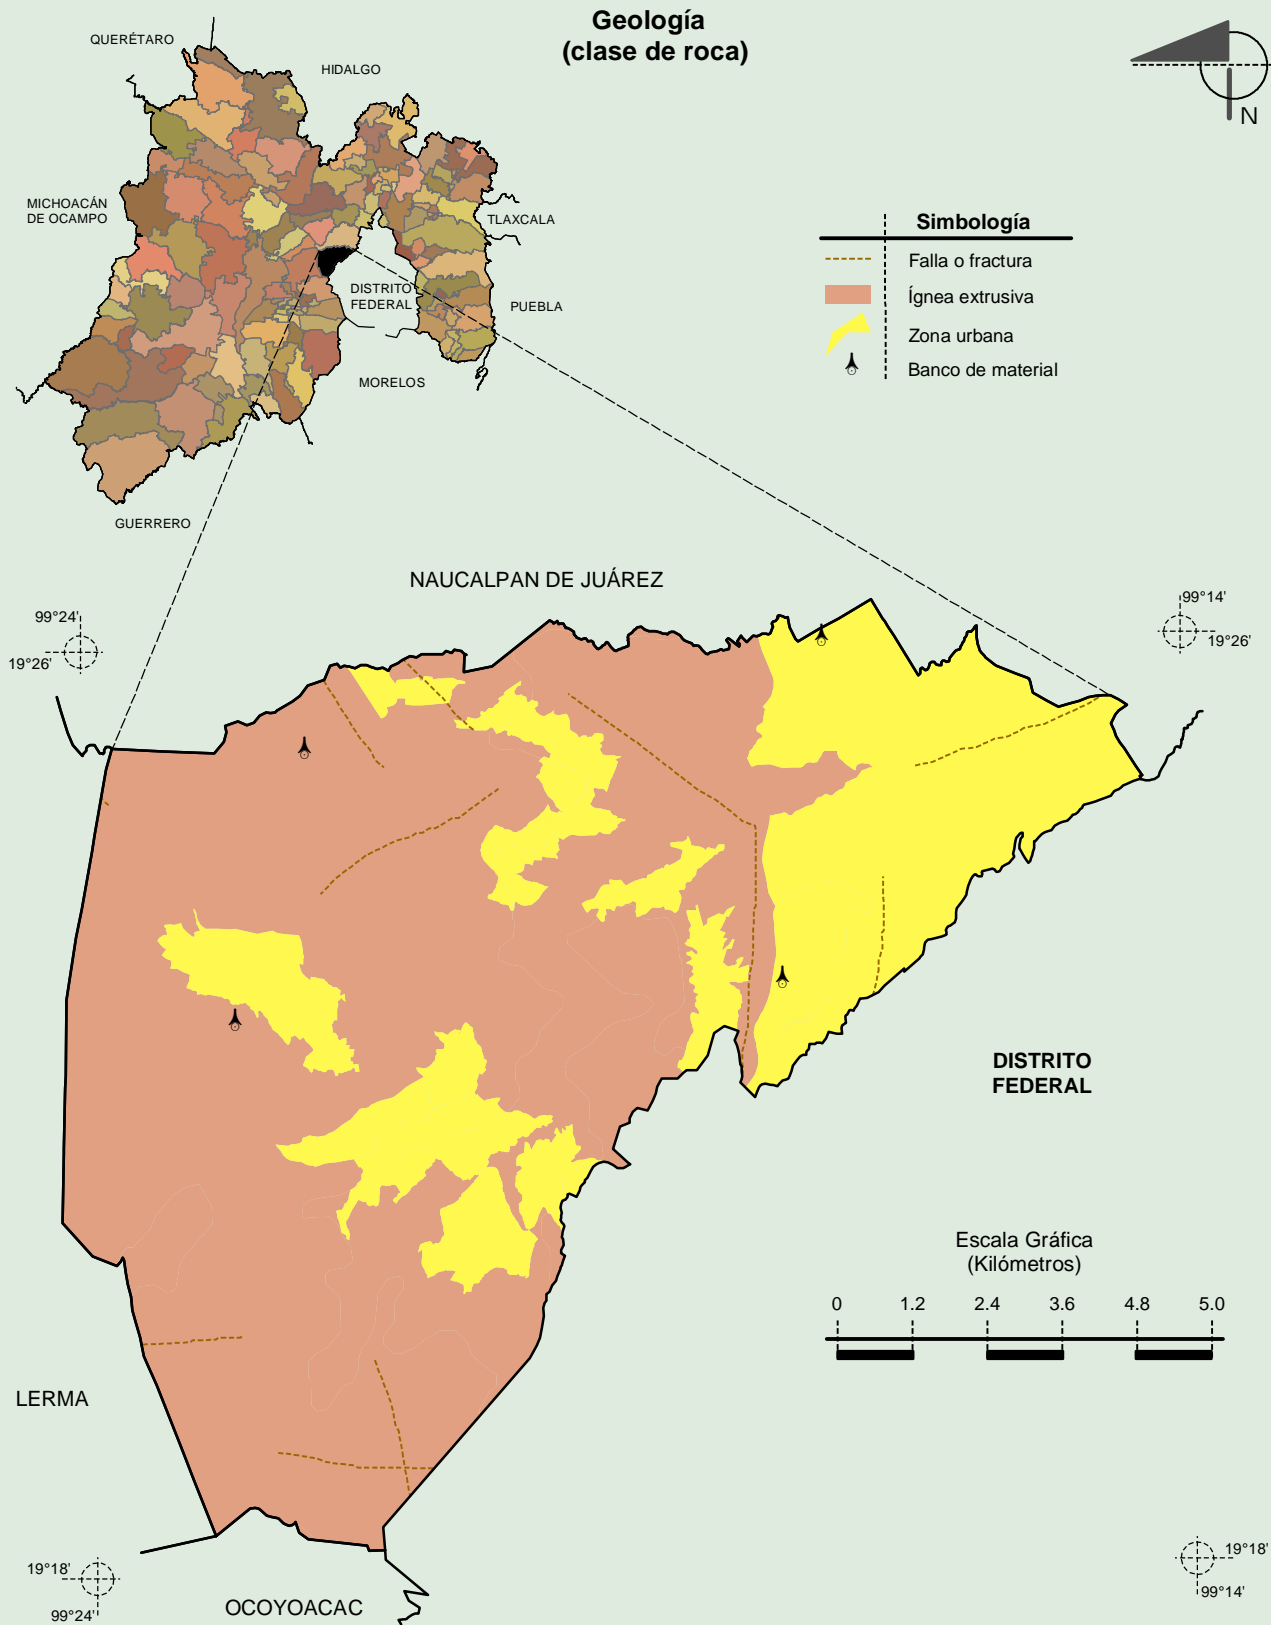 Geología
(clase de roca)
QUERÉTARO
HIDALGO
N
MICHOACÁN
DE OCAMPO
TLAXCALA
DISTRITO
FEDERAL
PUEBLA
MORELOS
GUERRERO
Simbología
Falla o fractura
Ígnea extrusiva
Zona urbana
Banco de material
NAUCALPAN DE JUÁREZ
99°24'
19°26'
99°14'
19°26'
DISTRITO
FEDERAL
Escala Gráfica
(Kilómetros)
0 1.2 2.4 3.6 4.8 5.0
LERMA
OCOYOACAC
19°18'
99°24'
19°18'
99°14'